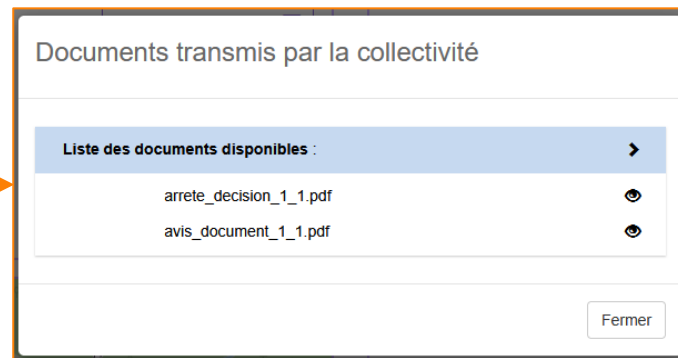 Documents transmis par la collectivité
Liste des documents disponibles :
arrete_decision_1_1.pdf
avis_document_1_1.pdf
Fermer